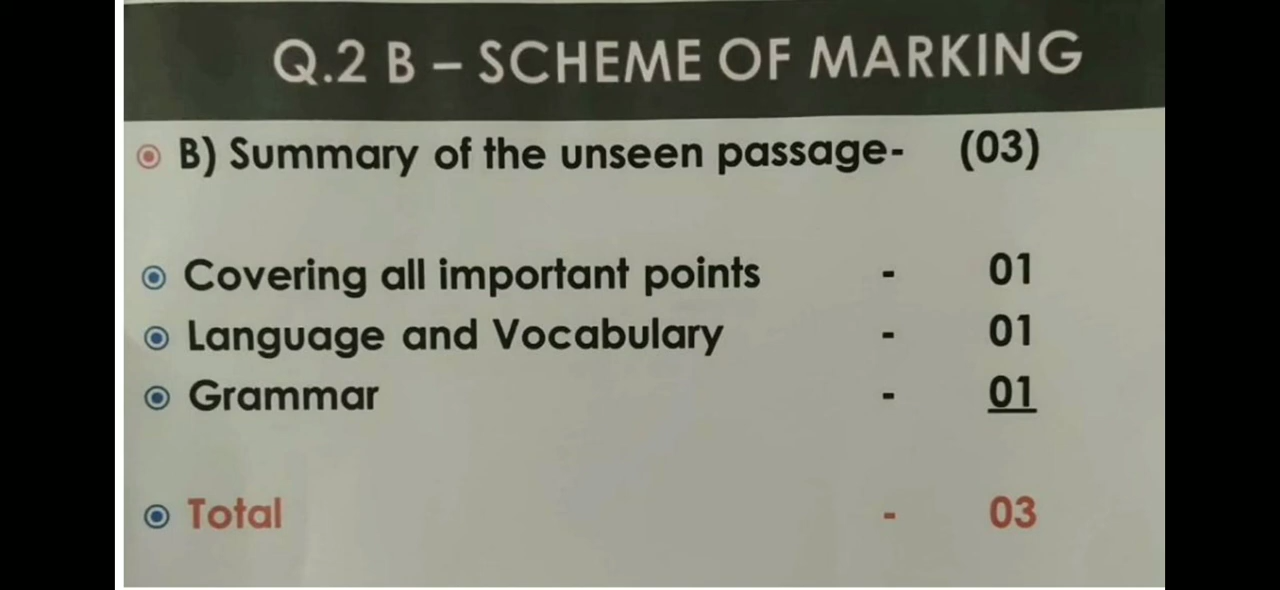 Q.2 B – SCHEME OF MARKING
B) Summary of the unseen passage- (03)
Covering all important points - 01
Language and Vocabulary - 01
Grammar - 01
Total - 03